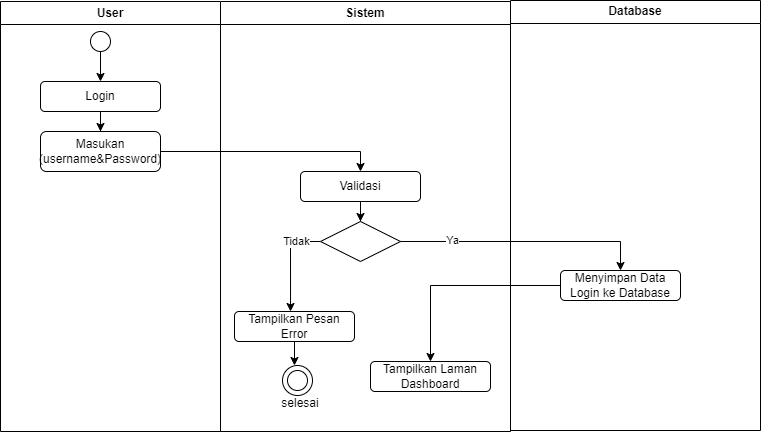 User
Sistem
Database
Login
Masukan
(username&Password)
Validasi
Tidak
Ya
Menyimpan Data
Login ke Database
Tampilkan Pesan
Error
Tampilkan Laman
Dashboard
selesai